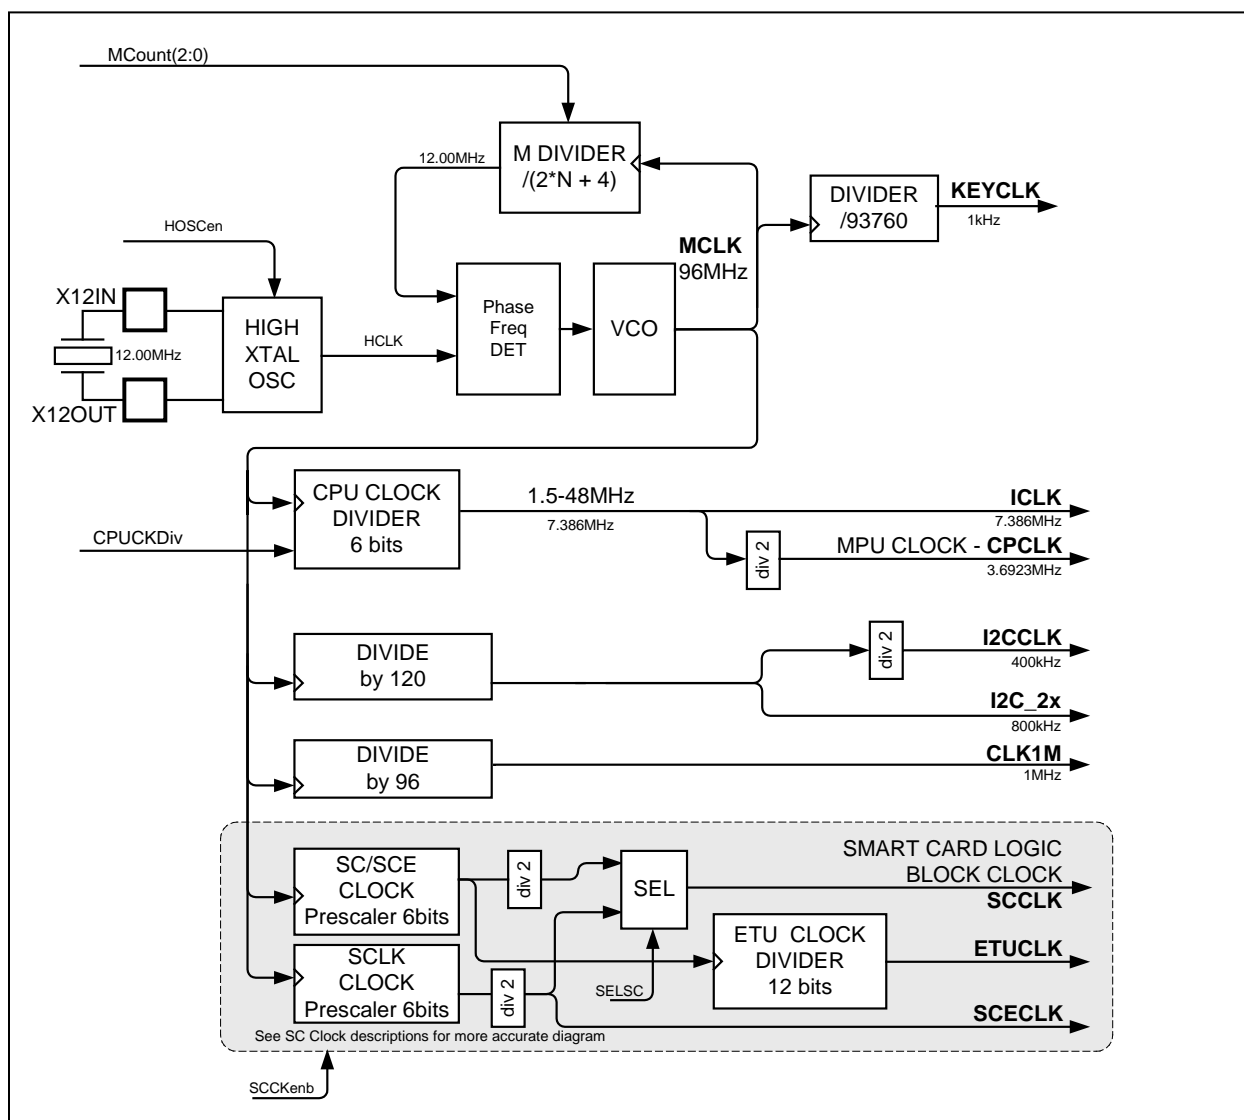 MCount(2:0)
M DIVIDER
/(2*N + 4)
12.00MHz
DIVIDER
/93760
KEYCLK
1kHz
HOSCen
MCLK
96MHz
X12IN
12.00MHz
X12OUT
HIGH
XTAL
OSC
HCLK
Phase
Freq
DET
VCO
CPU CLOCK
DIVIDER
6 bits
CPUCKDiv
1.5-48MHz
7.386MHz
ICLK
7.386MHz
div 2
MPU CLOCK - CPCLK
3.6923MHz
DIVIDE
by 120
div 2
I2CCLK
400kHz
I2C_2x
800kHz
DIVIDE
by 96
CLK1M
1MHz
SC/SCE
CLOCK
Prescaler 6bits
div 2
SEL
SMART CARD LOGIC
BLOCK CLOCK
SCCLK
SCLK
CLOCK
Prescaler 6bits
div 2
SELSC
ETU CLOCK
DIVIDER
12 bits
ETUCLK
SCECLK
See SC Clock descriptions for more accurate diagram
SCCKenb